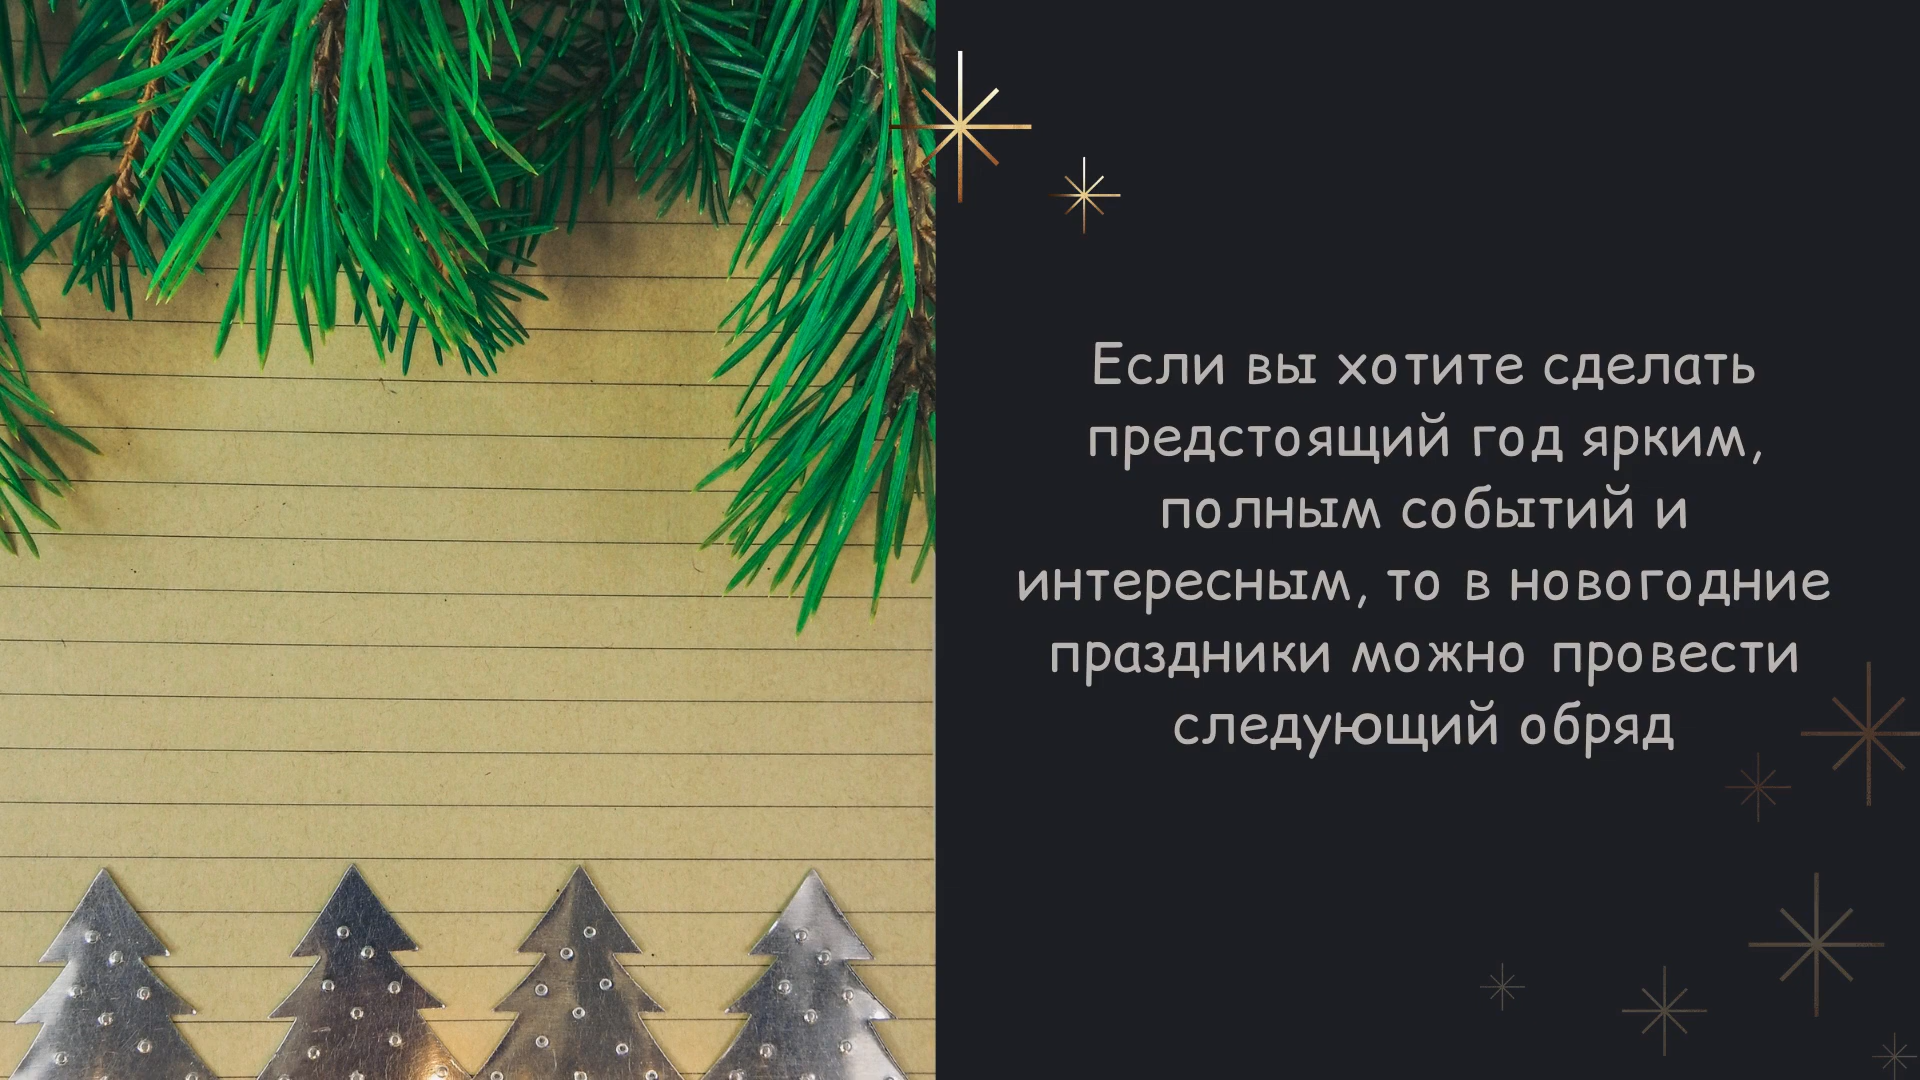 Если вы хотите сделать
предстоящий год ярким,
полным событий и
интересным, то в новогодние
праздники можно провести
следующий обряд